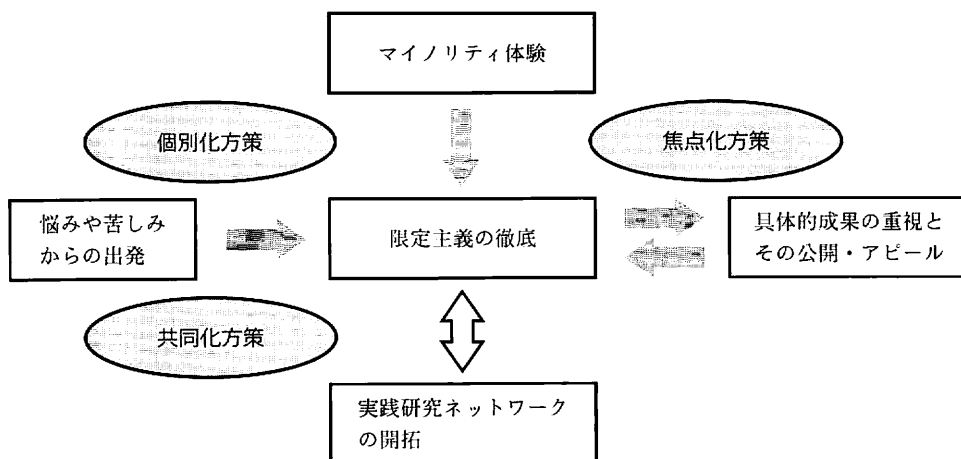 マイノリティ体験
個別化方策
焦点化方策
悩みや苦しみ
からの出発
限定主義の徹底
具体的成果の重視と
その公開・アピール
共同化方策
実践研究ネットワーク
の開拓